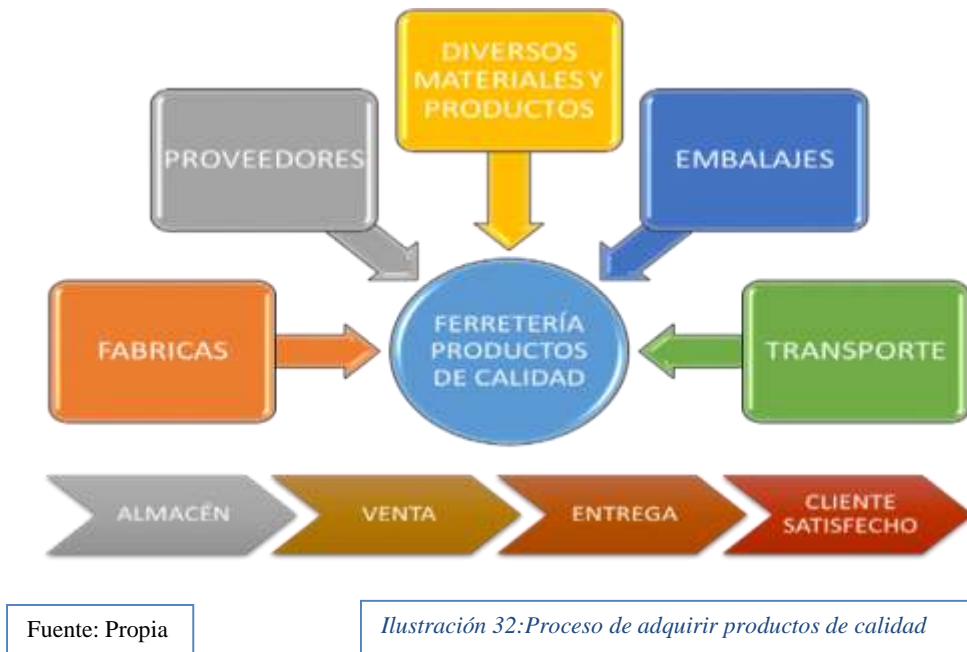 DIVERSOS
MATERIALES Y
PRODUCTOS
PROVEEDORES
EMBALAJES
FABRICAS
FERRETERÍA
PRODUCTOS
DE CALIDAD
TRANSPORTE
ALMACÉN
VENTA
ENTREGA
CLIENTE
SATISFECHO
Fuente: Propia
Ilustración 32:Proceso de adquirir productos de calidad